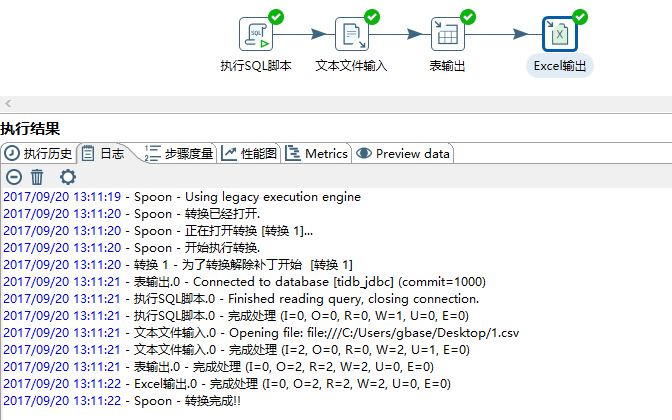 SQL
X
执行SQL脚本 文本文件输入 表输出 Excel输出
执行结果
执行历史 日志 步骤度量 性能图 Metrics Preview data
2017/09/20 13:11:19 - Spoon - Using legacy execution engine
2017/09/20 13:11:20 - Spoon - 转换已经打开.
2017/09/20 13:11:20 - Spoon - 正在打开转换 [转换 1]...
2017/09/20 13:11:20 - Spoon - 开始执行转换.
2017/09/20 13:11:20 - 转换 1 - 为了转换解除补丁开始  [转换 1]
2017/09/20 13:11:21 - 表输出.0 - Connected to database [tidb_jdbc] (commit=1000)
2017/09/20 13:11:21 - 执行SQL脚本.0 - Finished reading query, closing connection.
2017/09/20 13:11:21 - 执行SQL脚本.0 - 完成处理 (I=0, O=0, R=0, W=1, U=0, E=0)
2017/09/20 13:11:21 - 文本文件输入.0 - Opening file: file:///C:/Users/gbase/Desktop/1.csv
2017/09/20 13:11:21 - 文本文件输入.0 - 完成处理 (I=2, O=0, R=0, W=2, U=1, E=0)
2017/09/20 13:11:21 - 表输出.0 - 完成处理 (I=0, O=2, R=2, W=2, U=0, E=0)
2017/09/20 13:11:22 - Excel输出.0 - 完成处理 (I=0, O=2, R=2, W=2, U=0, E=0)
2017/09/20 13:11:22 - Spoon - 转换完成!!